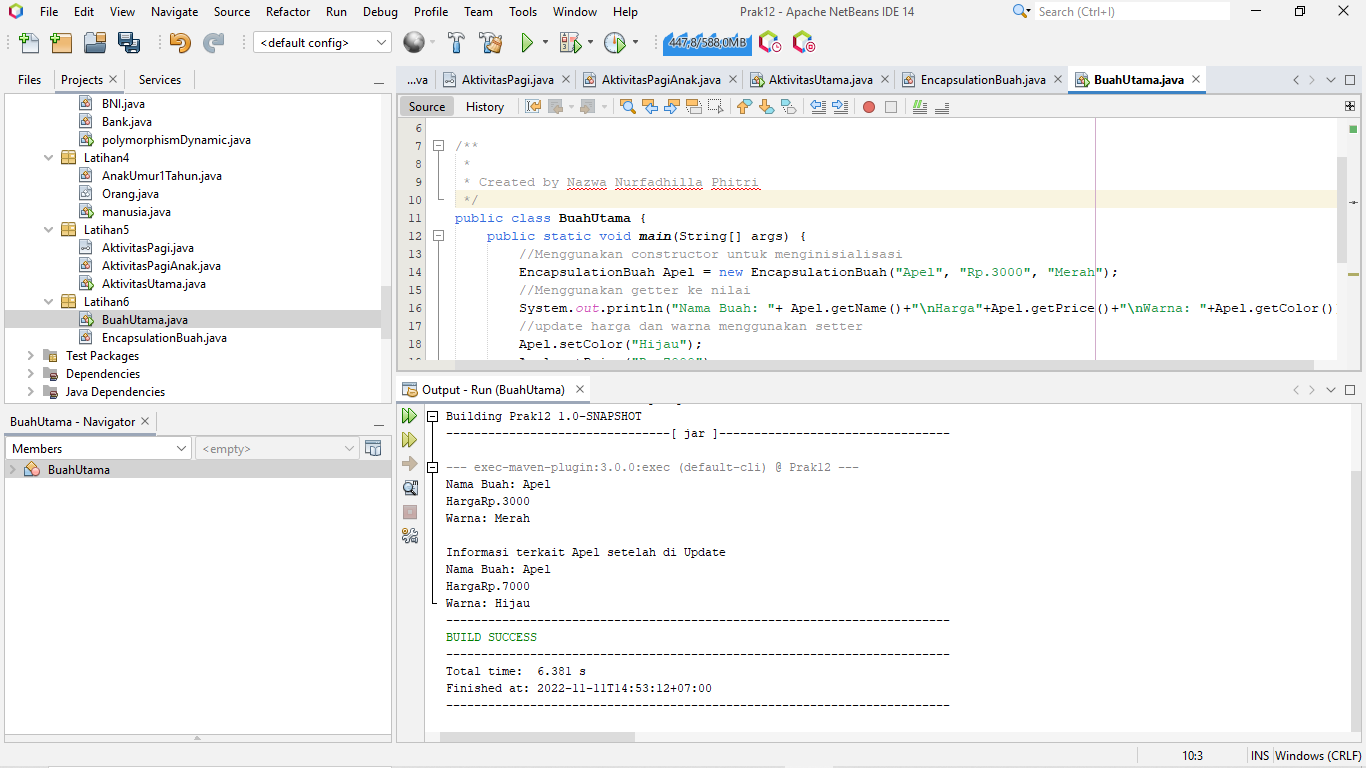 File Edit View Navigate Source Refactor Run Debug Profile Team Tools Window Help
Prak12 - Apache NetBeans IDE 14
Search (Ctrl+I)
<default config>
447,8/588,0MB
Files Projects Services
BNI.java
Bank.java
polymorphismDynamic.java
Latihan4
AnakUmur1Tahun.java
Orang.java
manusia.java
Latihan5
AktivitasPagi.java
AktivitasPagiAnak.java
AktivitasUtama.java
Latihan6
BuahUtama.java
EncapsulationBuah.java
Test Packages
Dependencies
Java Dependencies
BuahUtama - Navigator
Members
<empty>
BuahUtama
...va AktivitasPagi.java AktivitasPagiAnak.java AktivitasUtama.java EncapsulationBuah.java BuahUtama.java
Source History
6
7 /**
8 *
9 * Created by Nazwa Nurfadhilla Phitri
10 */
11 public class BuahUtama {
12 public static void main(String[] args) {
13 //Menggunakan constructor untuk menginisialisasi
14 EncapsulationBuah Apel = new EncapsulationBuah("Apel", "Rp.3000", "Merah");
15 //Menggunakan getter ke nilai
16 System.out.println("Nama Buah: "+ Apel.getName()+"\nHarga"+Apel.getPrice()+"\nWarna: "+Apel.getColor()
17 //update harga dan warna menggunakan setter
18 Apel.setColor("Hijau");
Output - Run (BuahUtama)
Building Prak12 1.0-SNAPSHOT
--------------------------------[ jar ]---------------------------------
--- exec-maven-plugin:3.0.0:exec (default-cli) @ Prak12 ---
Nama Buah: Apel
HargaRp.3000
Warna: Merah
Informasi terkait Apel setelah di Update
Nama Buah: Apel
HargaRp.7000
Warna: Hijau
------------------------------------------------------------------------
BUILD SUCCESS
------------------------------------------------------------------------
Total time:  6.381 s
Finished at: 2022-11-11T14:53:12+07:00
------------------------------------------------------------------------
10:3 INS Windows (CRLF)